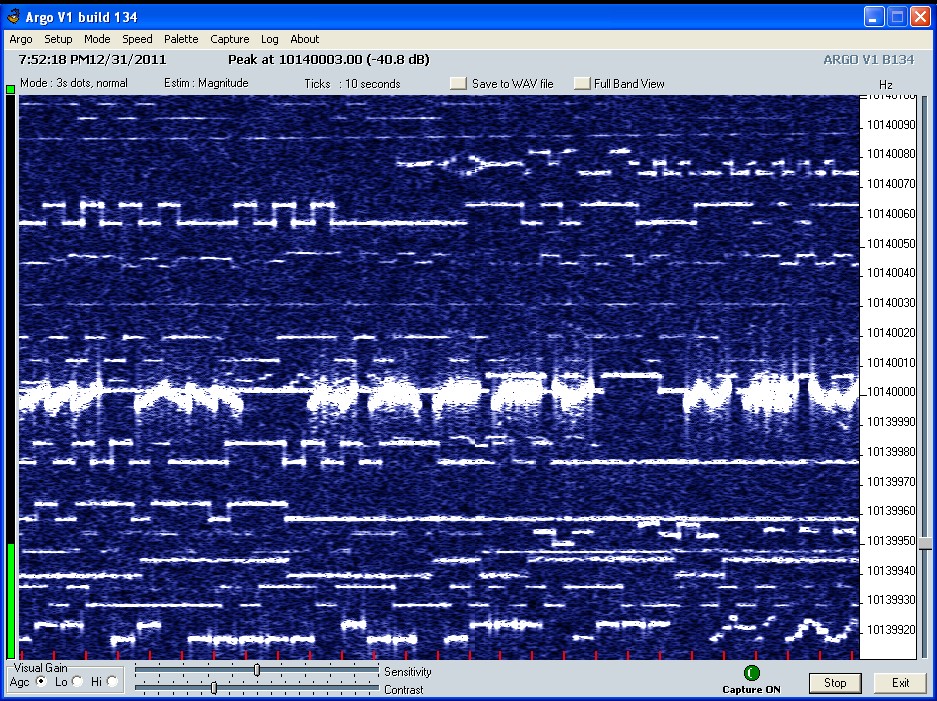 Argo V1 build 134
Argo Setup Mode Speed Palette Capture Log About
7:52:18 PM12/31/2011 Peak at 10140003.00 (-40.8 dB) ARGO V1 B134
Mode : 3s dots, normal Estim : Magnitude Ticks : 10 seconds Save to WAV file Full Band View Hz
10140100
10140090
10140080
10140070
10140060
10140050
10140040
10140030
10140020
10140010
10140000
10139990
10139980
10139970
10139960
10139950
10139940
10139930
10139920
Visual Gain
Agc Lo Hi
Sensitivity
Contrast
Capture ON
Stop
Exit